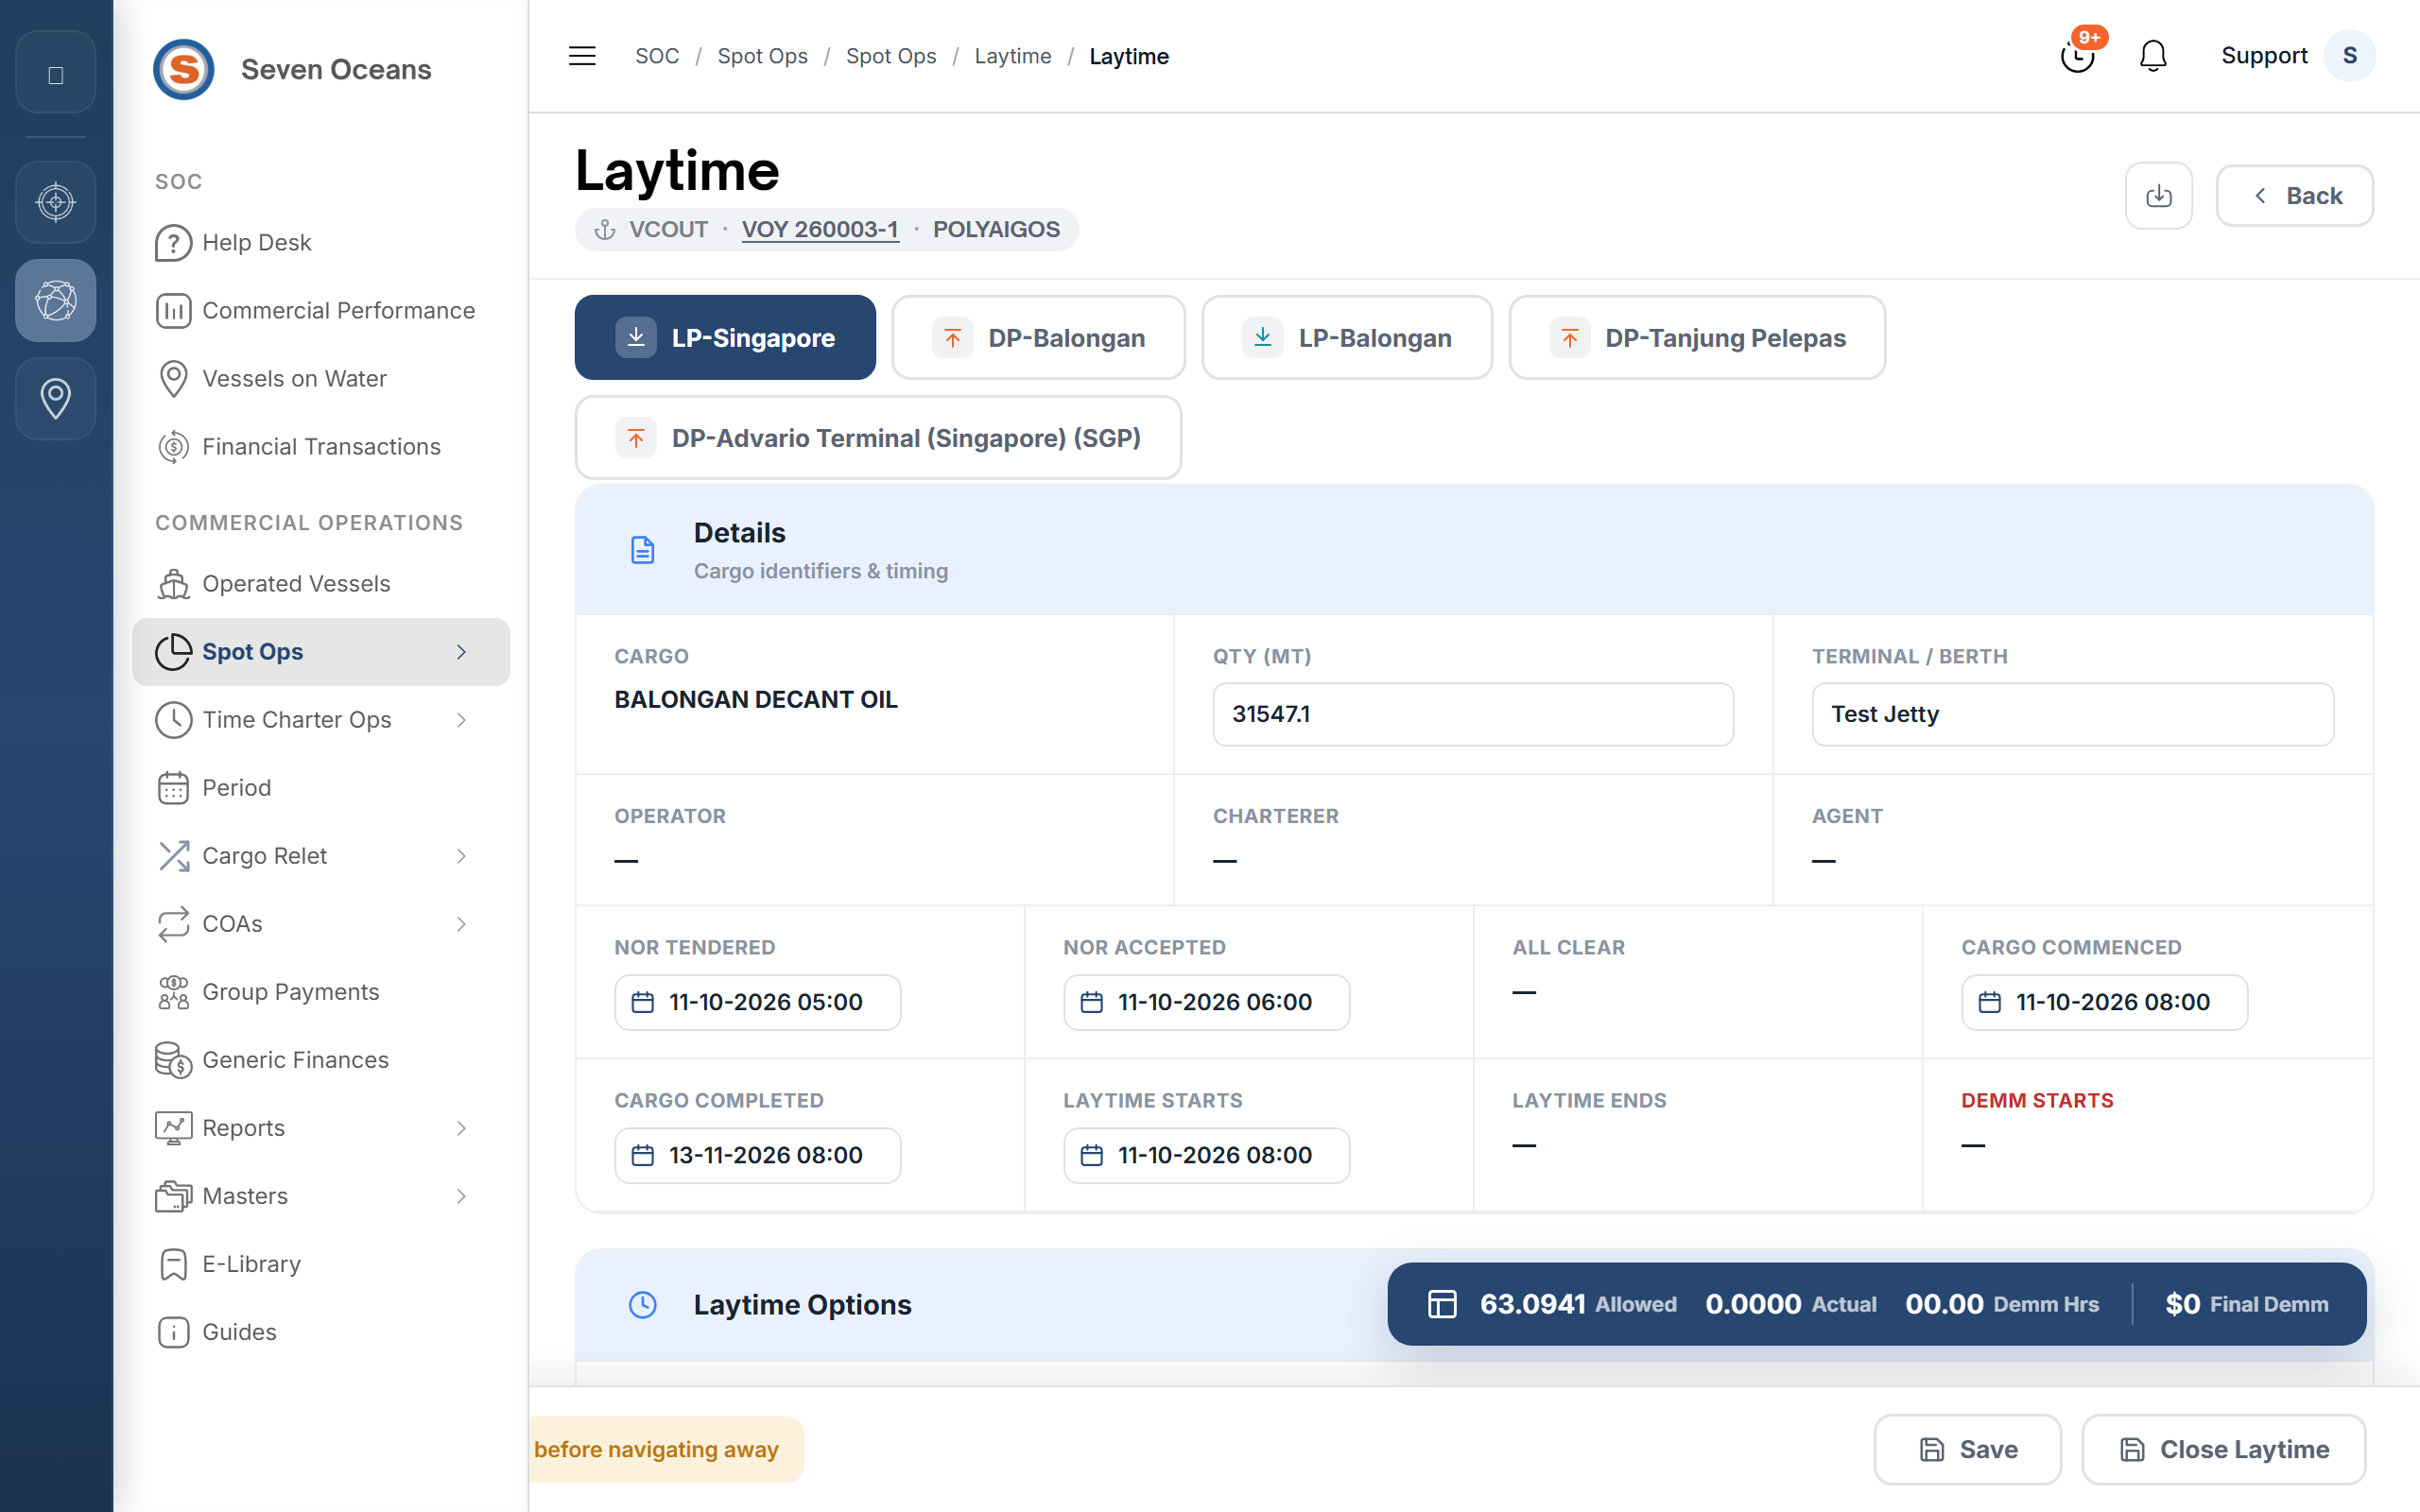 Seven Oceans
SOC / Spot Ops / Spot Ops / Laytime / Laytime
9+
Support S
SOC
Help Desk
Commercial Performance
Vessels on Water
Financial Transactions
COMMERCIAL OPERATIONS
Operated Vessels
Spot Ops
Time Charter Ops
Period
Cargo Relet
COAs
Group Payments
Generic Finances
Reports
Masters
E-Library
Guides
Laytime
VCOUT · VOY 260003-1 · POLYAIGOS
Back
LP-Singapore
DP-Balongan
LP-Balongan
DP-Tanjung Pelepas
DP-Advario Terminal (Singapore) (SGP)
Details
Cargo identifiers & timing
CARGO
BALONGAN DECANT OIL
QTY (MT)
31547.1
TERMINAL / BERTH
Test Jetty
OPERATOR
—
CHARTERER
—
AGENT
—
NOR TENDERED
11-10-2026 05:00
NOR ACCEPTED
11-10-2026 06:00
ALL CLEAR
—
CARGO COMMENCED
11-10-2026 08:00
CARGO COMPLETED
13-11-2026 08:00
LAYTIME STARTS
11-10-2026 08:00
LAYTIME ENDS
—
DEMM STARTS
—
Laytime Options
63.0941 Allowed 0.0000 Actual 00.00 Demm Hrs $0 Final Demm
before navigating away
Save
Close Laytime